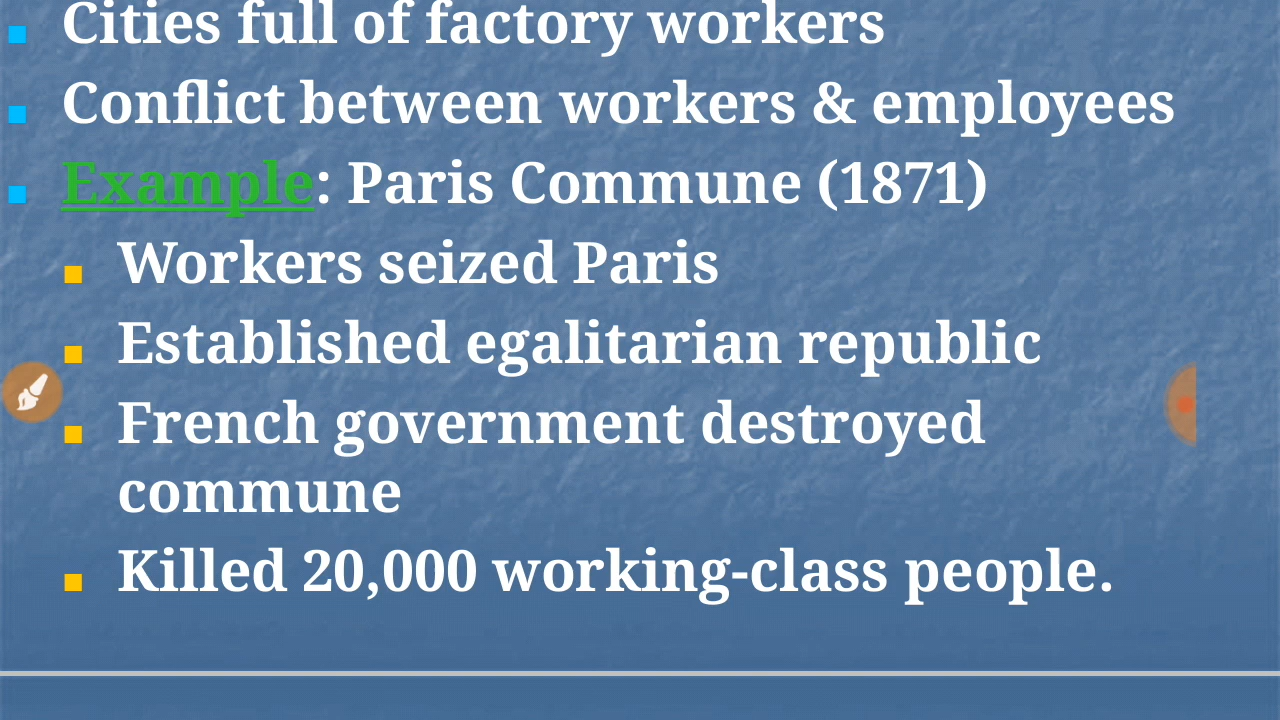 Cities full of factory workers
Conflict between workers & employees
Example: Paris Commune (1871)
Workers seized Paris
Established egalitarian republic
French government destroyed
commune
Killed 20,000 working-class people.